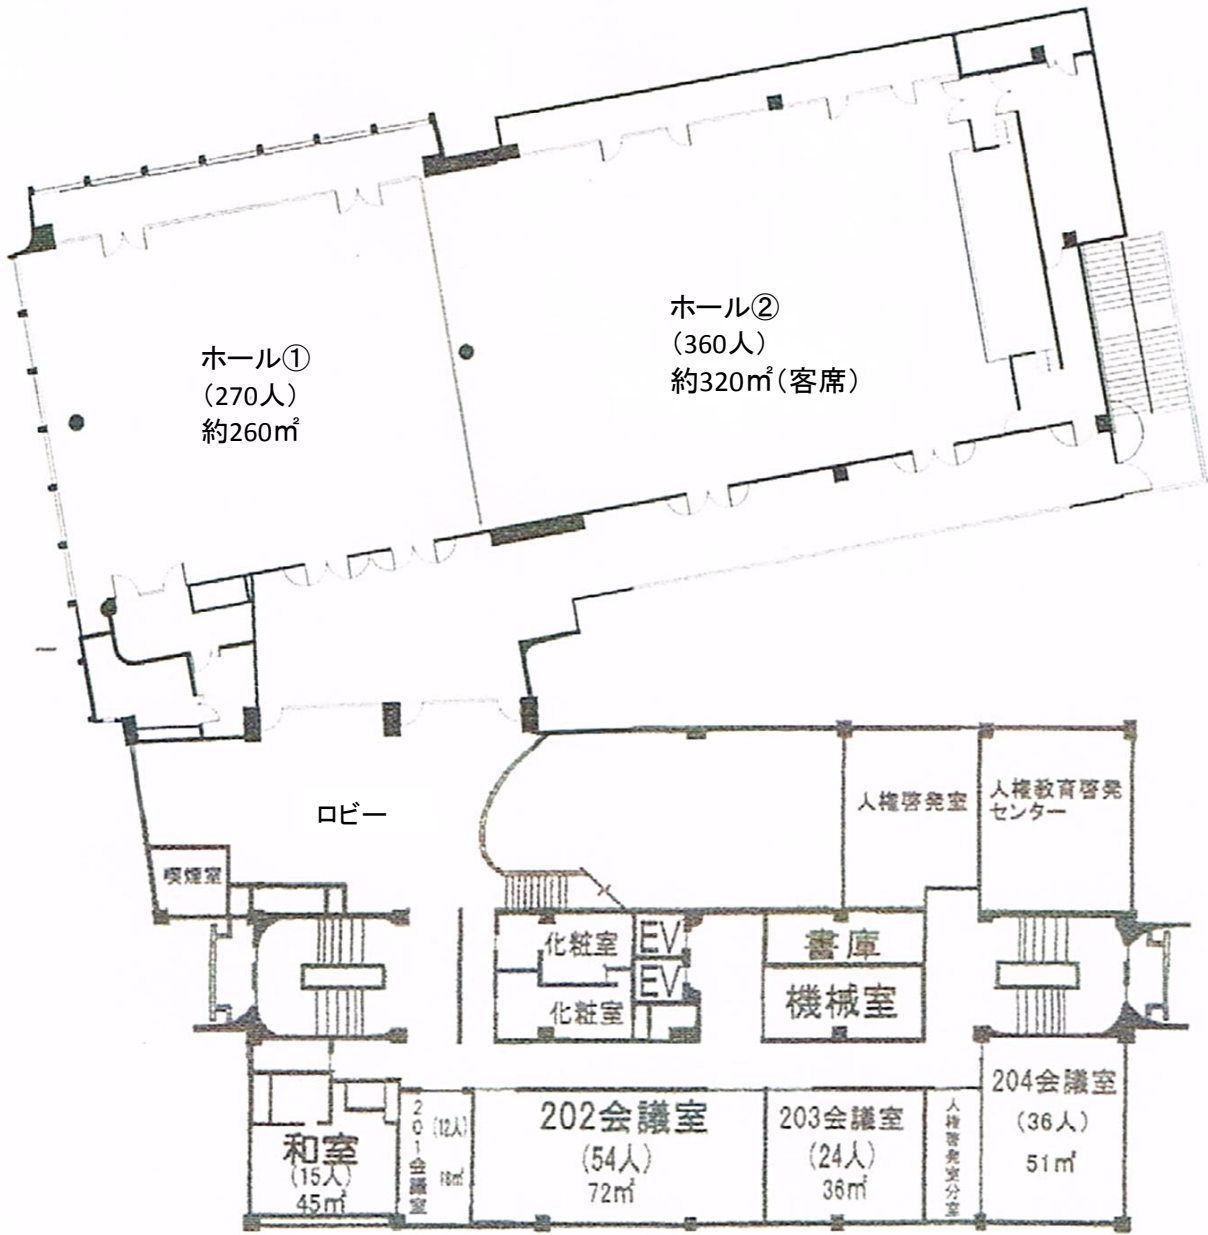 ホール①
（270人）
約260㎡
ホール②
（360人）
約320㎡（客席）
ロビー
喫煙室
人権啓発室
人権教育啓発
センター
化粧室
EV
EV
化粧室
書庫
機械室
和室
(15人)
45㎡
201会議室
(12人)
18㎡
202会議室
(54人)
72㎡
203会議室
(24人)
36㎡
人権啓発室分室
204会議室
(36人)
51㎡